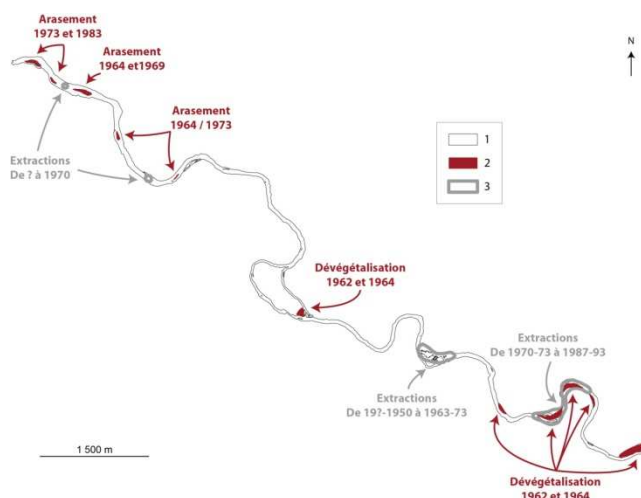 Arasement
1973 et 1983
Arasement
1964 et1969
N
Arasement
1964 / 1973
1
2
3
Extractions
De ? à 1970
Dévégétalisation
1962 et 1964
Extractions
De 1970-73 à 1987-93
Extractions
De 19?-1950 à 1963-73
1 500 m
Dévégétalisation
1962 et 1964